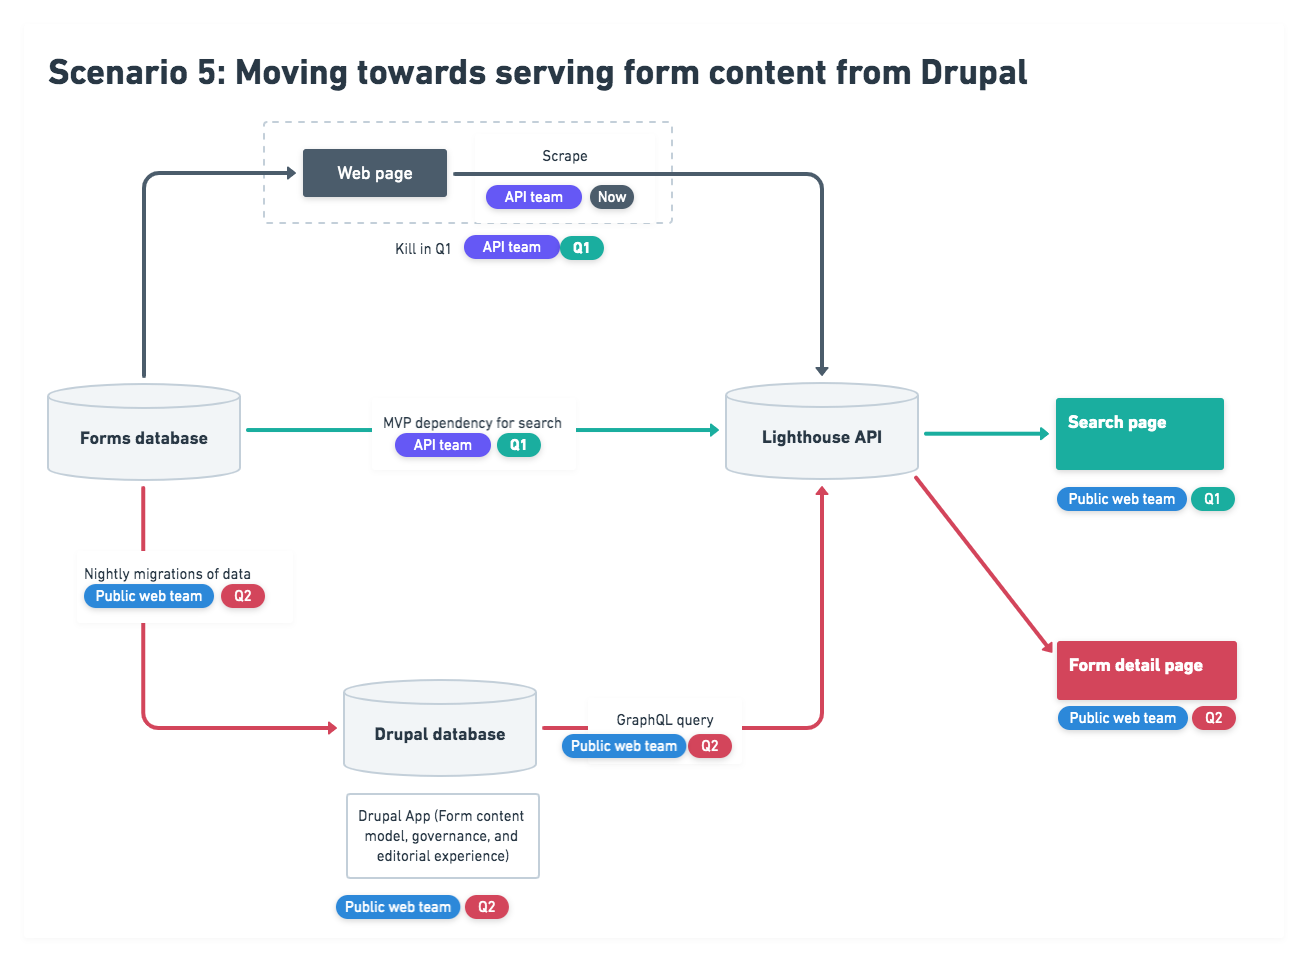 Scenario 5: Moving towards serving form content from Drupal
Web page
Scrape
API team
Now
Kill in Q1
API team
Q1
Forms database
MVP dependency for search
API team
Q1
Lighthouse API
Search page
Public web team
Q1
Nightly migrations of data
Public web team
Q2
Form detail page
Public web team
Q2
Drupal database
GraphQL query
Public web team
Q2
Drupal App (Form content
model, governance, and
editorial experience)
Public web team
Q2